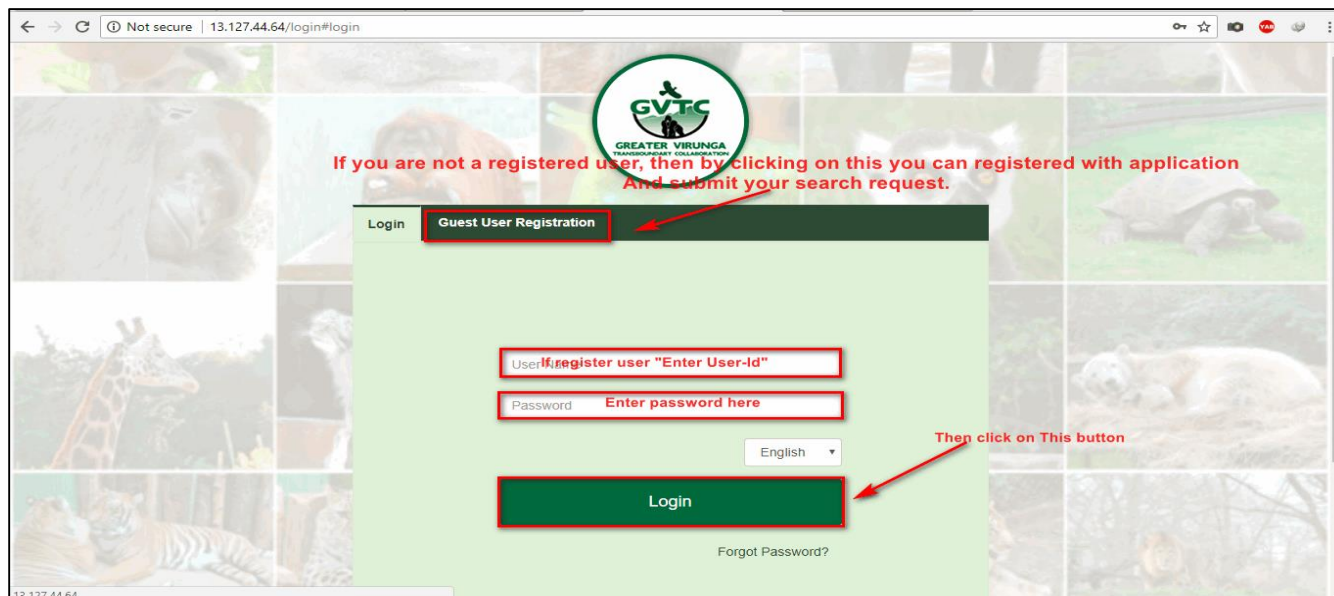 Not secure | 13.127.44.64/login#login
GVTC
GREATER VIRUNGA
TRANSBOUNDARY COLLABORATION
If you are not a registered user, then by clicking on this you can registered with application
And submit your search request.
Login Guest User Registration
User Name If register user "Enter User-Id"
Password Enter password here
English
Then click on This button
Login
Forgot Password?
13.127.44.64